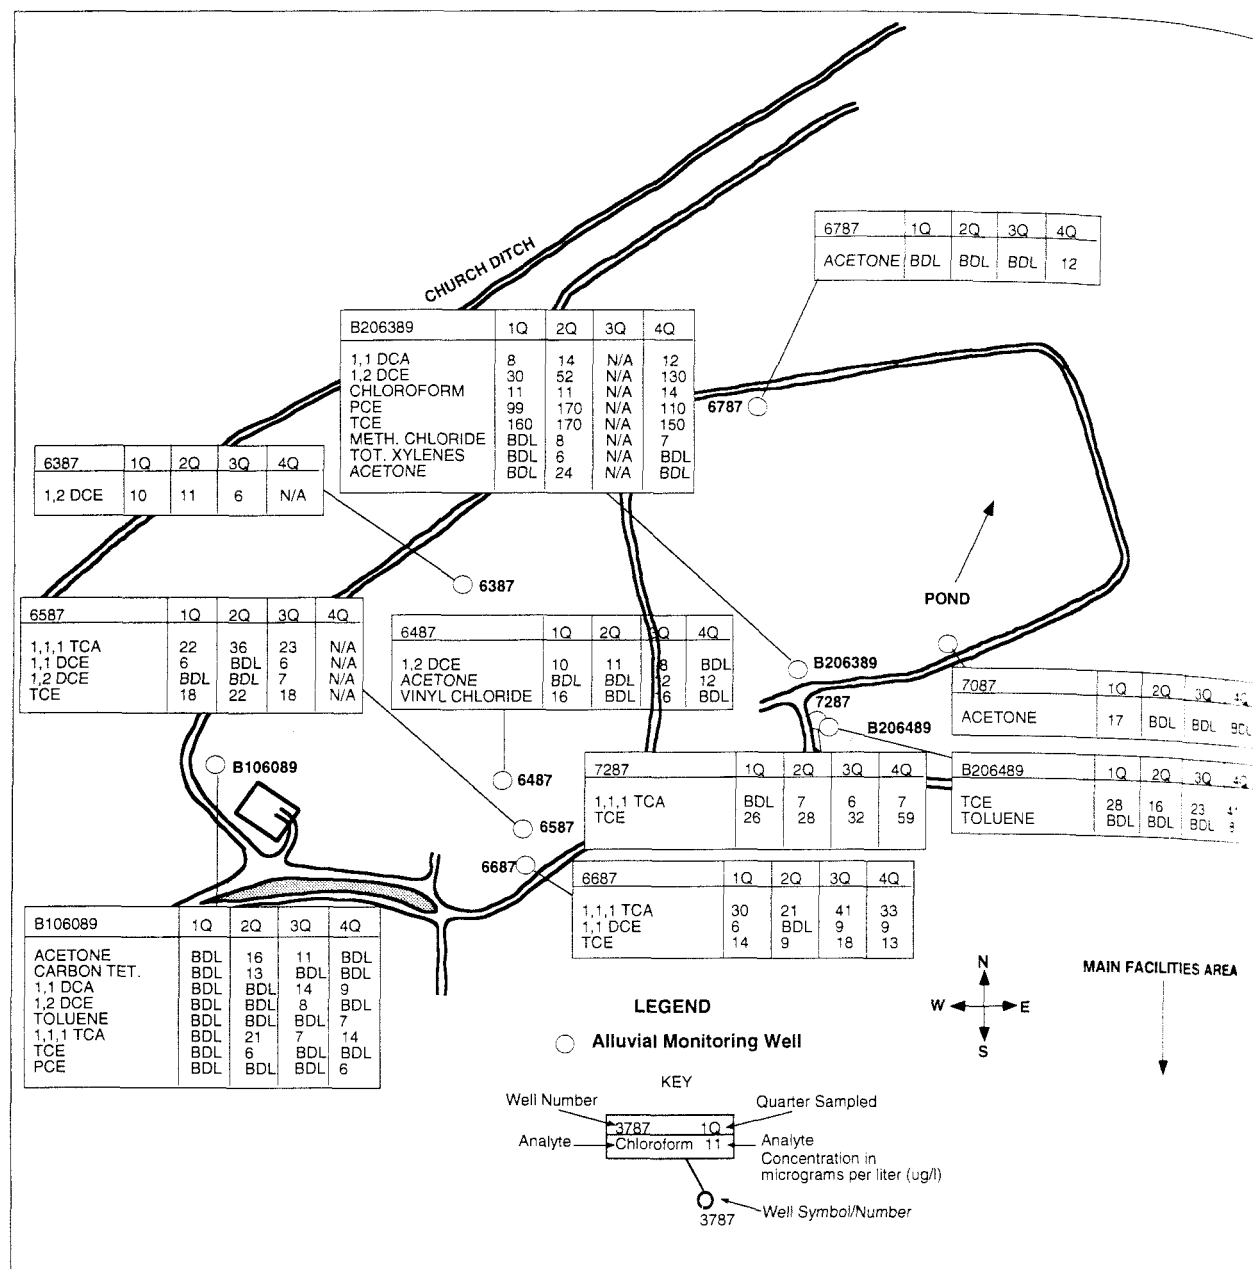 CHURCH DITCH
6787 1Q 2Q 3Q 4Q
ACETONE BDL BDL BDL 12
B206389 1Q 2Q 3Q 4Q
1,1 DCA 8 14 N/A 12
1,2 DCE 30 52 N/A 130
CHLOROFORM 11 11 N/A 14
PCE 99 170 N/A 110
TCE 160 170 N/A 150
METH. CHLORIDE BDL 8 N/A 7
TOT. XYLENES BDL 6 N/A BDL
ACETONE BDL 24 N/A BDL
6787
6387 1Q 2Q 3Q 4Q
1,2 DCE 10 11 6 N/A
6387
POND
6587 1Q 2Q 3Q 4Q
1,1,1 TCA 22 36 23 N/A
1,1 DCE 6 BDL 6 N/A
1,2 DCE BDL BDL 7 N/A
TCE 18 22 18 N/A
6487 1Q 2Q 4Q
1,2 DCE 10 11 8 BDL
ACETONE BDL BDL 12
VINYL CHLORIDE 16 BDL BDL
B206389
7287
B206489
7087 1Q 2Q 3Q 4Q
ACETONE 17 BDL BDL BDL
B106089
6487
6587
6687
7287 1Q 2Q 3Q 4Q
1,1,1 TCA BDL 7 6 7
TCE 26 28 32 59
B206489 1Q 2Q 3Q
TCE 28 16 23
TOLUENE BDL BDL BDL
6687 1Q 2Q 3Q 4Q
1,1,1 TCA 30 21 41 33
1,1 DCE 6 BDL 9 9
TCE 14 9 18 13
B106089 1Q 2Q 3Q 4Q
ACETONE BDL 16 11 BDL
CARBON TET. BDL 13 BDL BDL
1,1 DCA BDL BDL 14 9
1,2 DCE BDL BDL 8 BDL
TOLUENE BDL BDL BDL 7
1,1,1 TCA BDL 21 7 14
TCE BDL 6 BDL BDL
PCE BDL BDL BDL 6
N
W E
S
MAIN FACILITIES AREA
LEGEND
Alluvial Monitoring Well
KEY
Well Number
Quarter Sampled
3787 1Q
Analyte
Chloroform 11
Analyte
Concentration in
micrograms per liter (ug/l)
Well Symbol/Number
3787